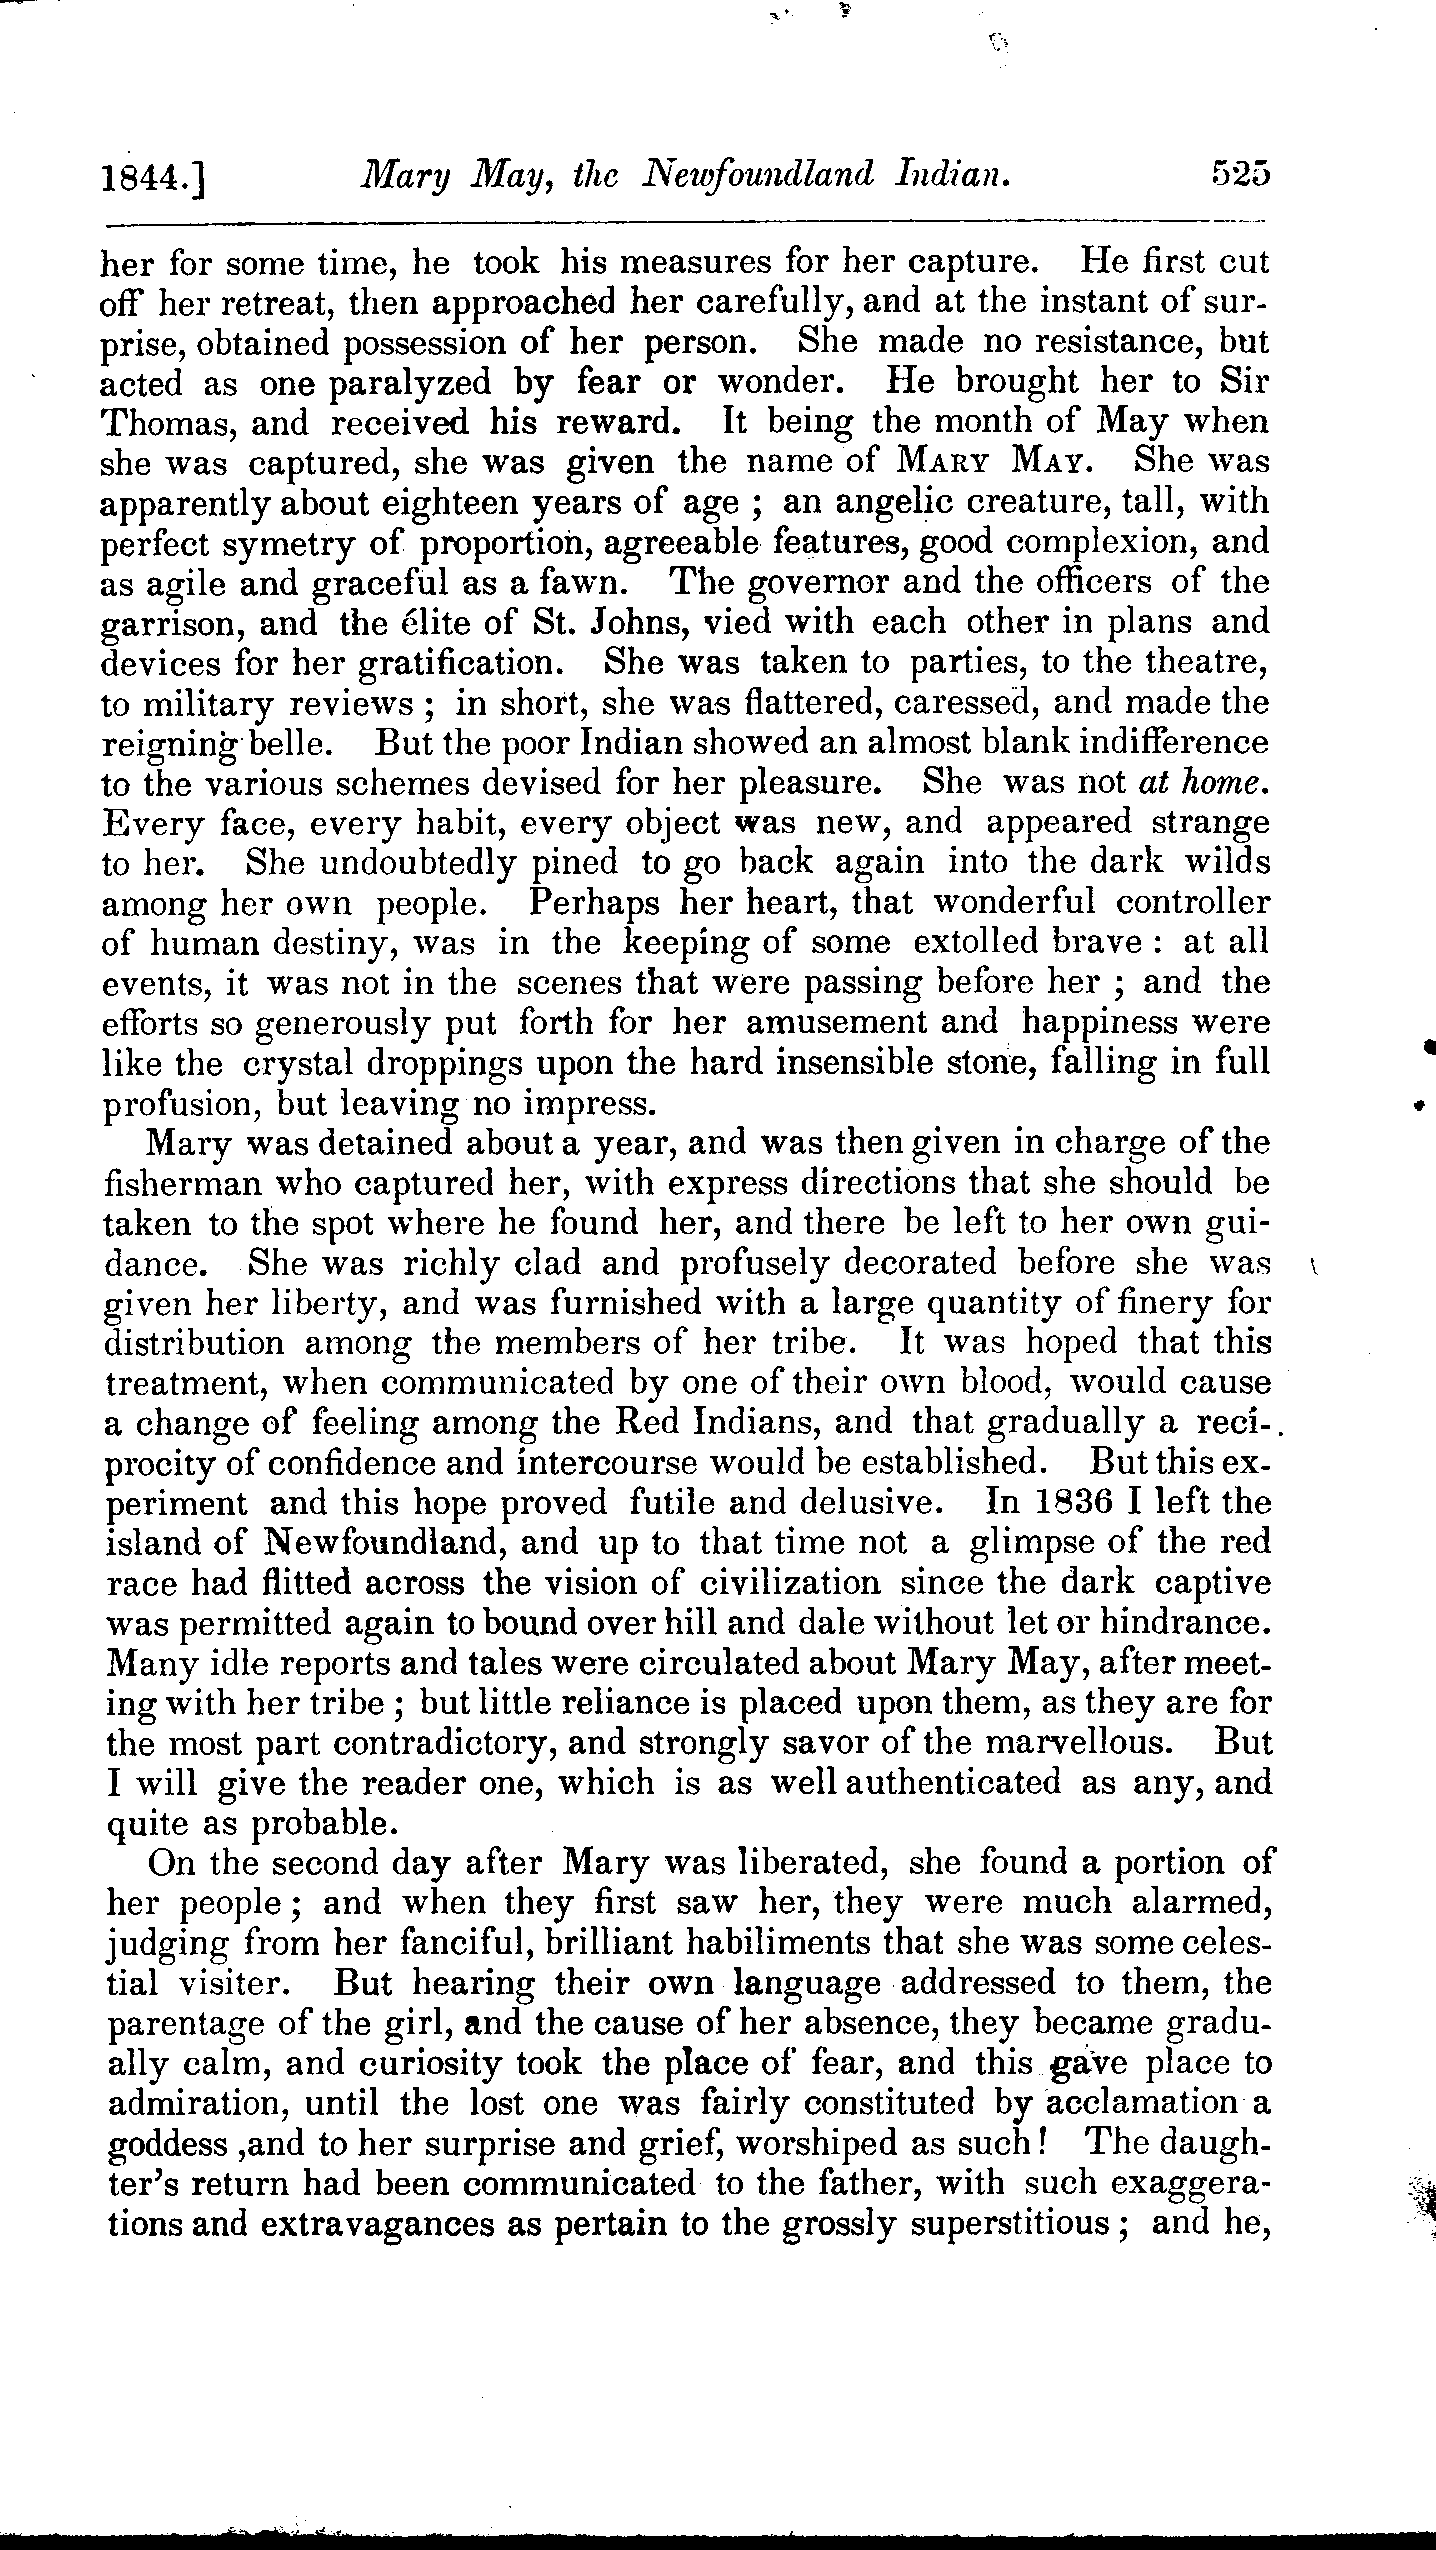 1844.] Mary May, the Newfoundland Indian. 525
her for some time, he took his measures for her capture. He first cut
off her retreat, then approached her carefully, and at the instant of sur-
prise, obtained possession of her person. She made no resistance, but
acted as one paralyzed by fear or wonder. He brought her to Sir
Thomas, and received his reward. It being the month of May when
she was captured, she was given the name of MARY MAY. She was
apparently about eighteen years of age ; an angelic creature, tall, with
perfect symetry of proportion, agreeable features, good complexion, and
as agile and graceful as a fawn. The governor and the officers of the
garrison, and the élite of St. Johns, vied with each other in plans and
devices for her gratification. She was taken to parties, to the theatre,
to military reviews ; in short, she was flattered, caressed, and made the
reigning belle. But the poor Indian showed an almost blank indifference
to the various schemes devised for her pleasure. She was not at home.
Every face, every habit, every object was new, and appeared strange
to her. She undoubtedly pined to go back again into the dark wilds
among her own people. Perhaps her heart, that wonderful controller
of human destiny, was in the keeping of some extolled brave : at all
events, it was not in the scenes that were passing before her ; and the
efforts so generously put forth for her amusement and happiness were
like the crystal droppings upon the hard insensible stone, falling in full
profusion, but leaving no impress.
Mary was detained about a year, and was then given in charge of the
fisherman who captured her, with express directions that she should be
taken to the spot where he found her, and there be left to her own gui-
dance. She was richly clad and profusely decorated before she was
given her liberty, and was furnished with a large quantity of finery for
distribution among the members of her tribe. It was hoped that this
treatment, when communicated by one of their own blood, would cause
a change of feeling among the Red Indians, and that gradually a reci-
procity of confidence and intercourse would be established. But this ex-
periment and this hope proved futile and delusive. In 1836 I left the
island of Newfoundland, and up to that time not a glimpse of the red
race had flitted across the vision of civilization since the dark captive
was permitted again to bound over hill and dale without let or hindrance.
Many idle reports and tales were circulated about Mary May, after meet-
ing with her tribe ; but little reliance is placed upon them, as they are for
the most part contradictory, and strongly savor of the marvellous. But
I will give the reader one, which is as well authenticated as any, and
quite as probable.
On the second day after Mary was liberated, she found a portion of
her people ; and when they first saw her, they were much alarmed,
judging from her fanciful, brilliant habiliments that she was some celes-
tial visiter. But hearing their own language addressed to them, the
parentage of the girl, and the cause of her absence, they became gradu-
ally calm, and curiosity took the place of fear, and this gave place to
admiration, until the lost one was fairly constituted by acclamation a
goddess ,and to her surprise and grief, worshiped as such ! The daugh-
ter's return had been communicated to the father, with such exaggera-
tions and extravagances as pertain to the grossly superstitious ; and he,